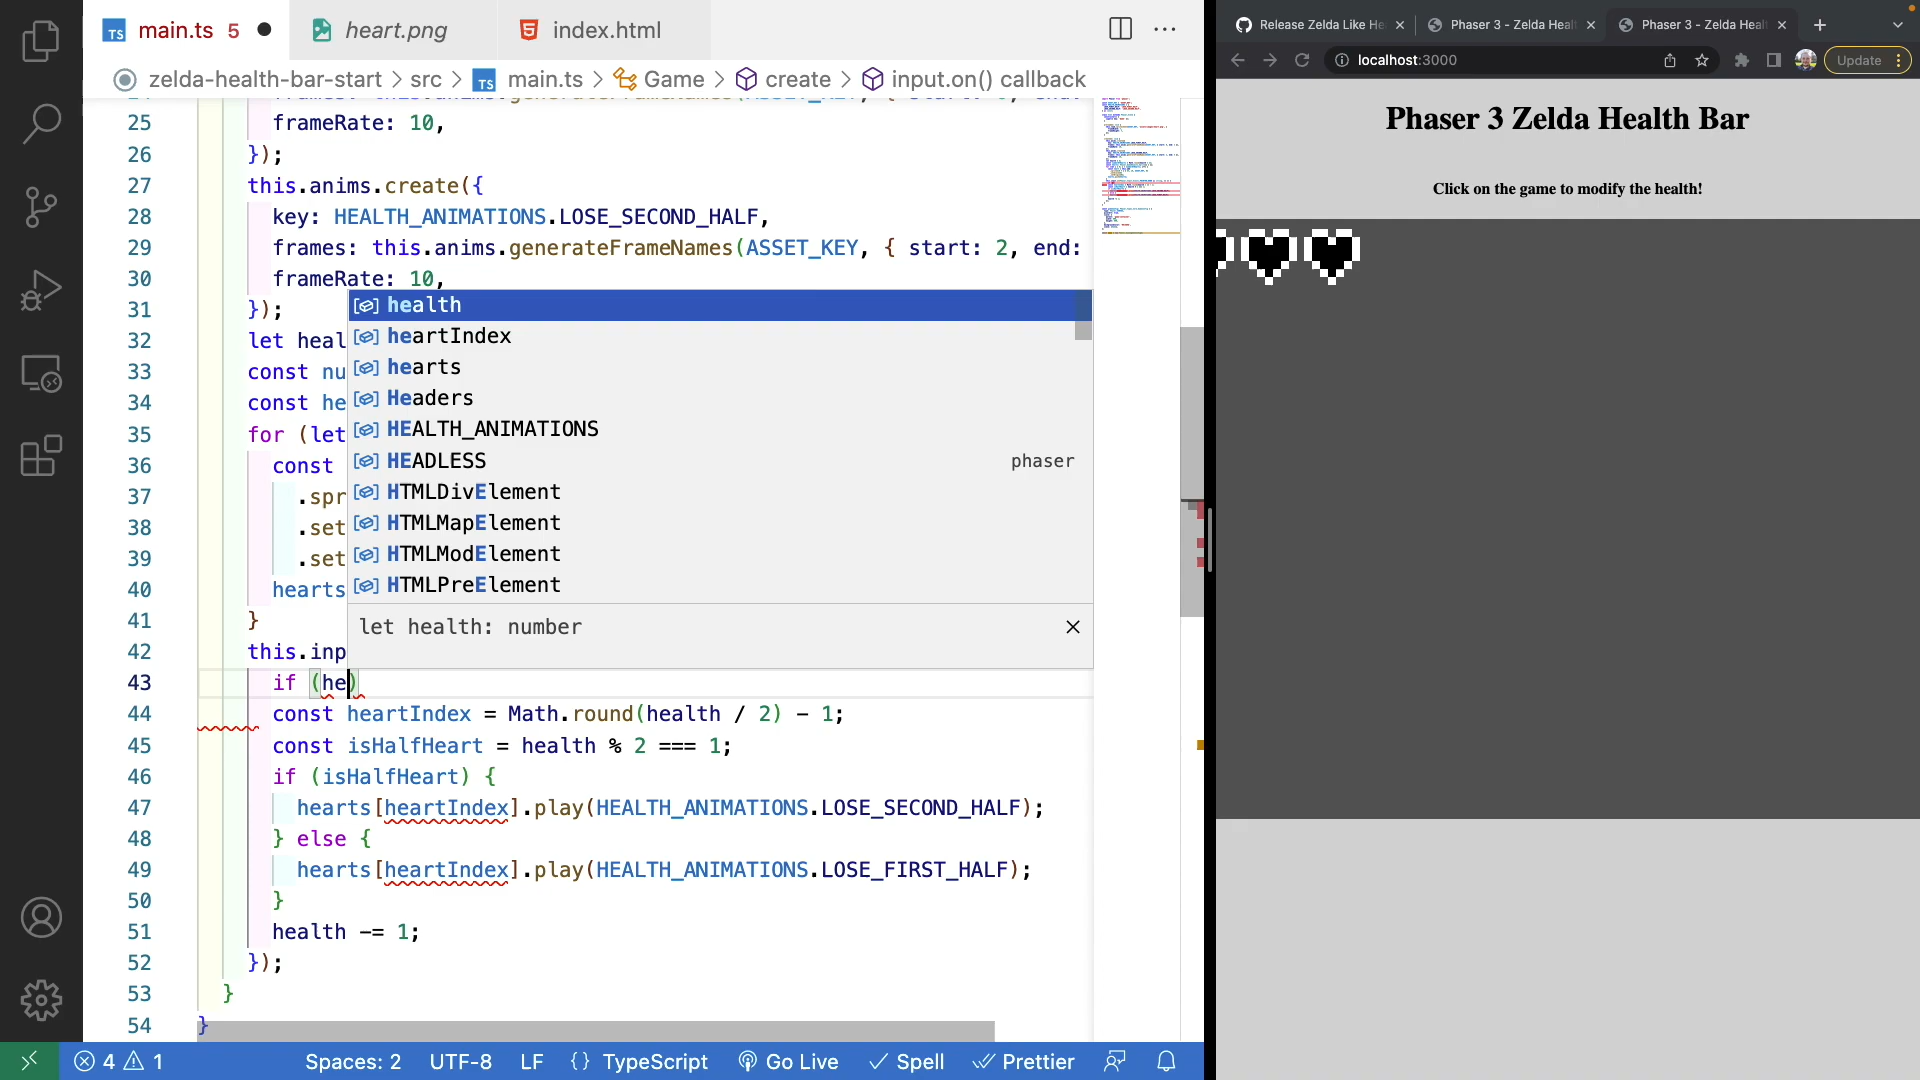 main.ts 5 heart.png index.html
zelda-health-bar-start > src > main.ts > Game > create > input.on() callback
25 frameRate: 10,
26 });
27 this.anims.create({
28 key: HEALTH_ANIMATIONS.LOSE_SECOND_HALF,
29 frames: this.anims.generateFrameNames(ASSET_KEY, { start: 2, end:
30 frameRate: 10,
31 });
32 let heal
33 const nu
34 const he
35 for (let
36 const
37 .spr
38 .set
39 .set
40 hearts
41 }
42 this.inp
health
heartIndex
hearts
Headers
HEALTH_ANIMATIONS
HEADLESS phaser
HTMLDivElement
HTMLMapElement
HTMLModElement
HTMLPreElement
let health: number
43 if (he)
44 const heartIndex = Math.round(health / 2) - 1;
45 const isHalfHeart = health % 2 === 1;
46 if (isHalfHeart) {
47 hearts[heartIndex].play(HEALTH_ANIMATIONS.LOSE_SECOND_HALF);
48 } else {
49 hearts[heartIndex].play(HEALTH_ANIMATIONS.LOSE_FIRST_HALF);
50 }
51 health -= 1;
52 });
53 }
54 }
4 1 Spaces: 2 UTF-8 LF {} TypeScript Go Live Spell Prettier
Release Zelda Like He Phaser 3 - Zelda Healt Phaser 3 - Zelda Healt
localhost:3000 Update
Phaser 3 Zelda Health Bar
Click on the game to modify the health!